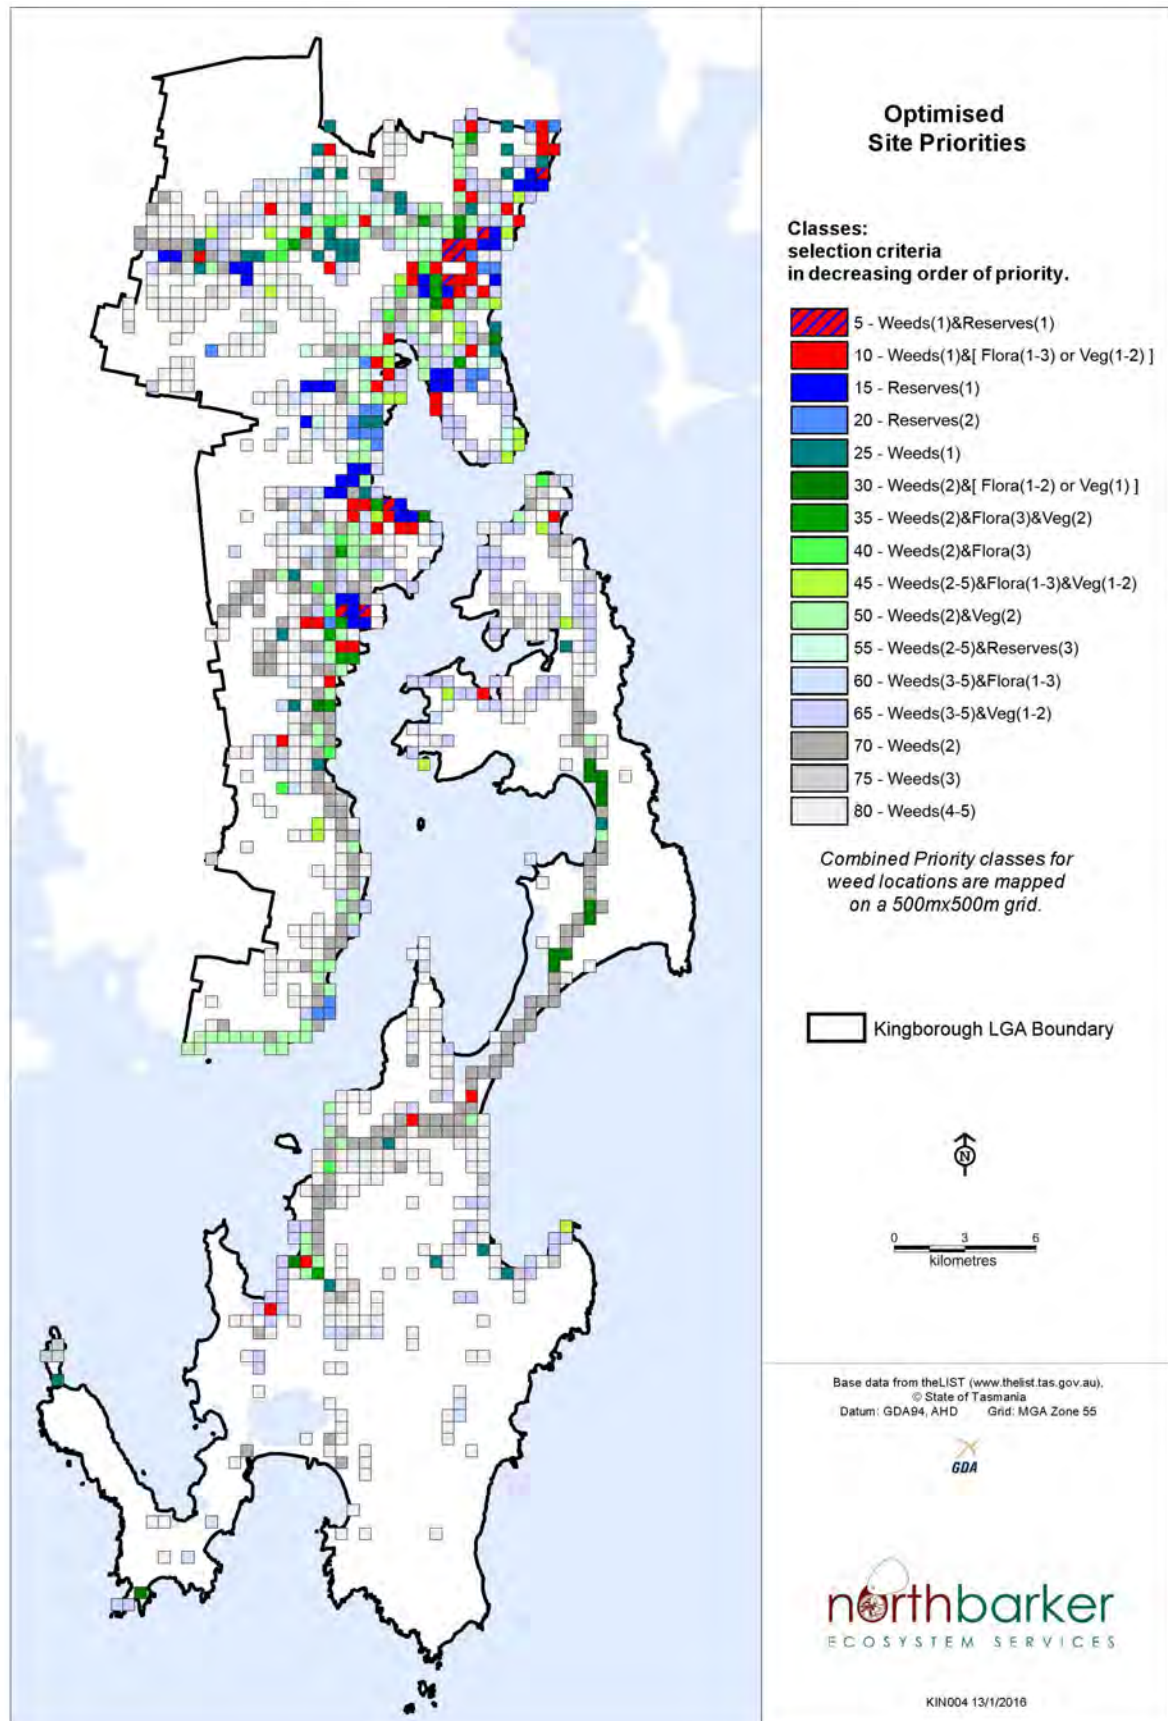 Optimised
Site Priorities
Classes:
selection criteria
in decreasing order of priority.
5 - Weeds(1)&Reserves(1)
10 - Weeds(1)&[ Flora(1-3) or Veg(1-2) ]
15 - Reserves(1)
20 - Reserves(2)
25 - Weeds(1)
30 - Weeds(2)&[ Flora(1-2) or Veg(1) ]
35 - Weeds(2)&Flora(3)&Veg(2)
40 - Weeds(2)&Flora(3)
45 - Weeds(2-5)&Flora(1-3)&Veg(1-2)
50 - Weeds(2)&Veg(2)
55 - Weeds(2-5)&Reserves(3)
60 - Weeds(3-5)&Flora(1-3)
65 - Weeds(3-5)&Veg(1-2)
70 - Weeds(2)
75 - Weeds(3)
80 - Weeds(4-5)
Combined Priority classes for
weed locations are mapped
on a 500mx500m grid.
Kingborough LGA Boundary
N
0 3 6
kilometres
Base data from theLIST (www.thelist.tas.gov.au),
© State of Tasmania
Datum: GDA94, AHD Grid: MGA Zone 55
GDA
northbarker
ECOSYSTEM SERVICES
KIN004 13/1/2016